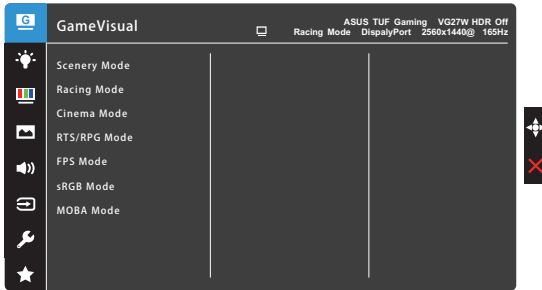 G
GameVisual
ASUS TUF Gaming VG27W HDR Off
Racing Mode DispalyPort 2560x1440@ 165Hz
Scenery Mode
Racing Mode
Cinema Mode
RTS/RPG Mode
FPS Mode
sRGB Mode
MOBA Mode